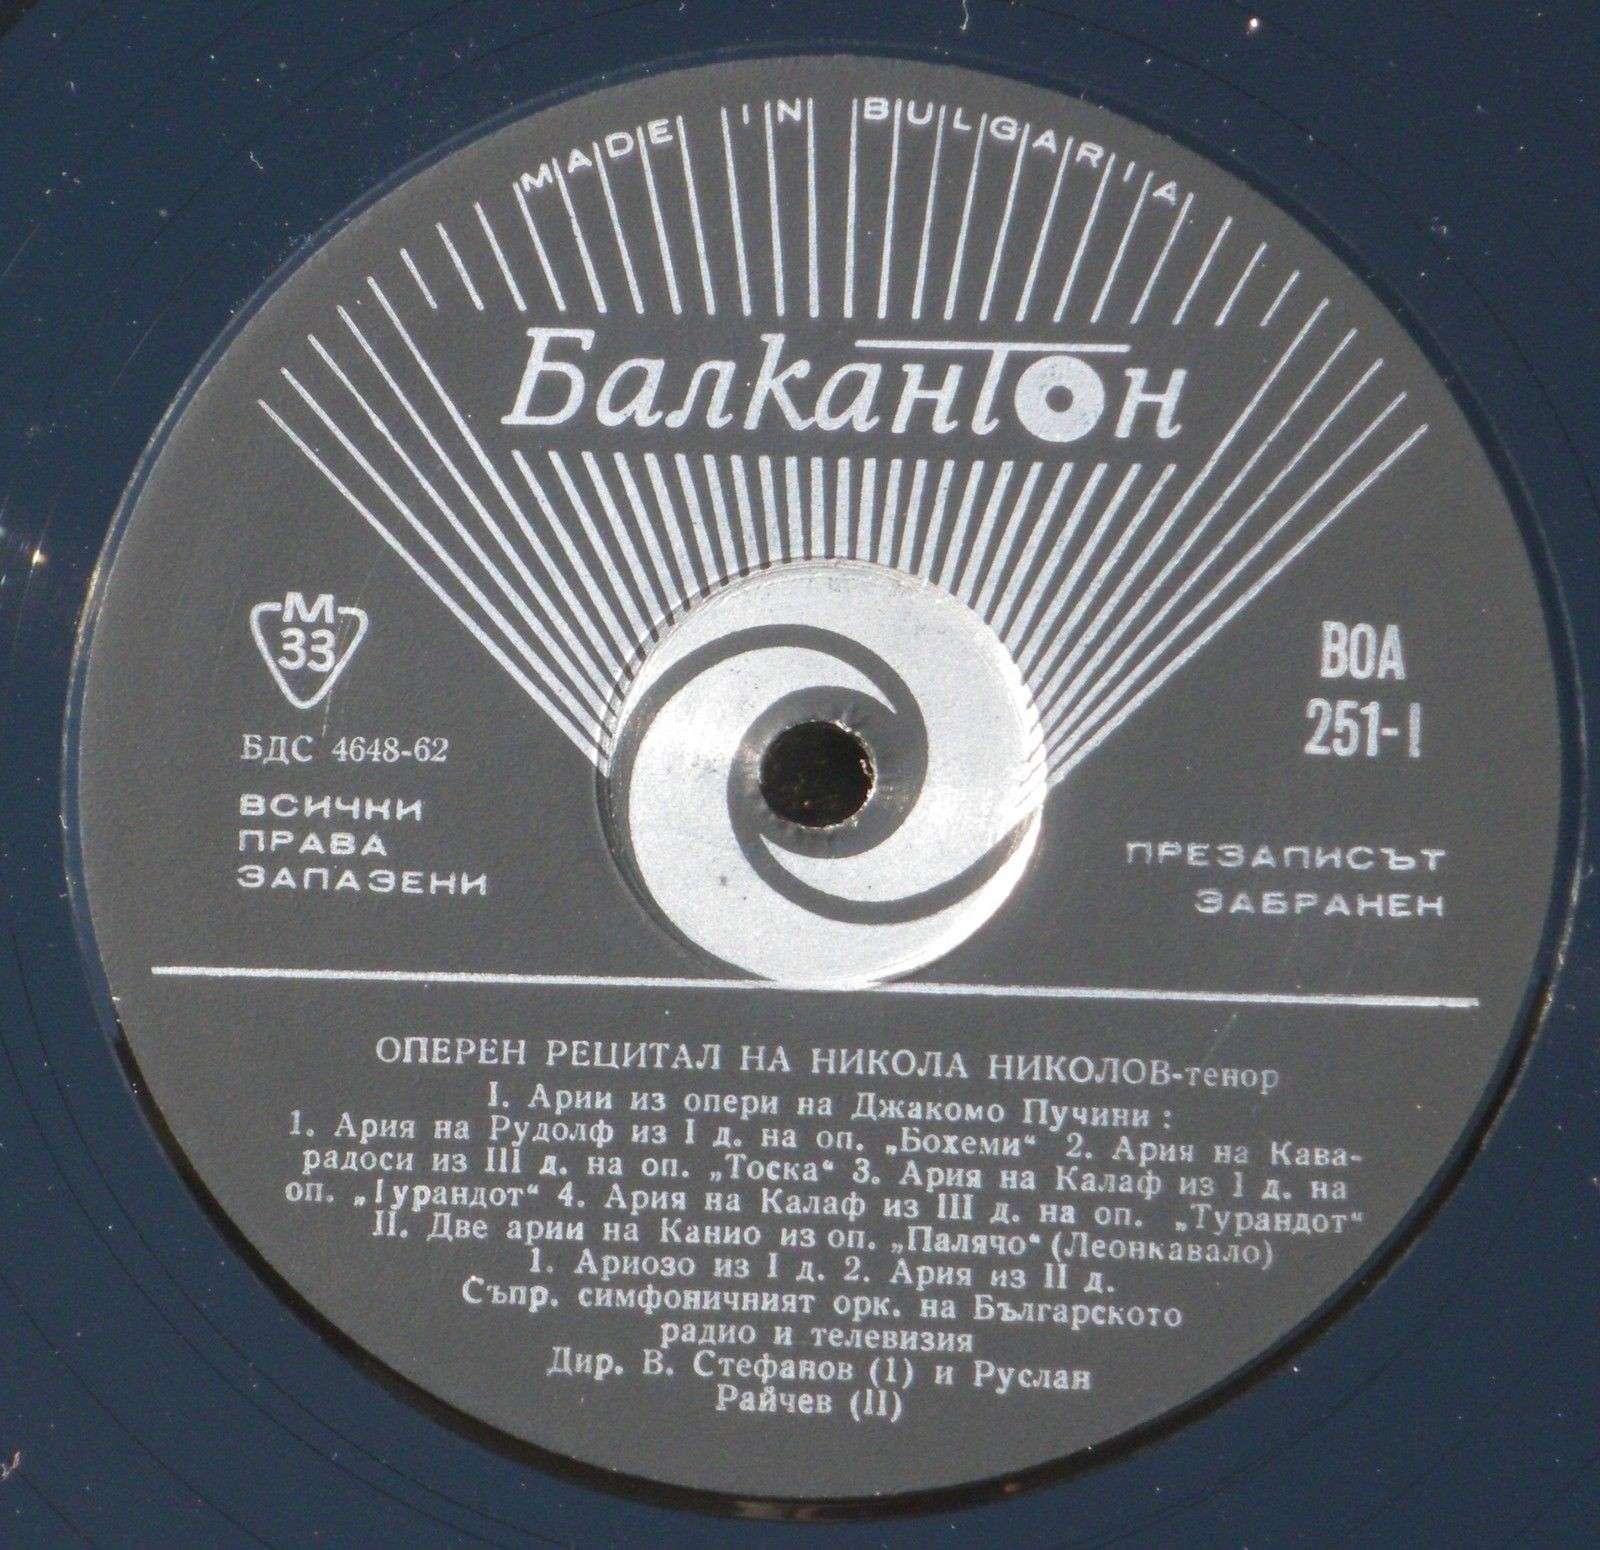 MADE IN BULGARIA
Балкантон
М
33
БДС 4648-62
ВСИЧКИ
ПРАВА
ЗАПАЗЕНИ
ВОА
251-I
ПРЕЗАПИСЪТ
ЗАБРАНЕН
ОПЕРЕН РЕЦИТАЛ НА НИКОЛА НИКОЛОВ-тенор
I. Арии из опери на Джакомо Пучини :
1. Ария на Рудолф из I д. на оп. „Бохеми“ 2. Ария на Кава-
радоси из III д. на оп. „Тоска“ 3. Ария на Калаф из I д. на
оп. „Турандот“ 4. Ария на Калаф из III д. на оп. „Турандот“
II. Две арии на Канио из оп. „Палячо“ (Леонкавало)
1. Ариозо из I д. 2. Ария из II д.
Съпр. симфоничният орк. на Българското
радио и телевизия
Дир. В. Стефанов (1) и Руслан
Райчев (II)